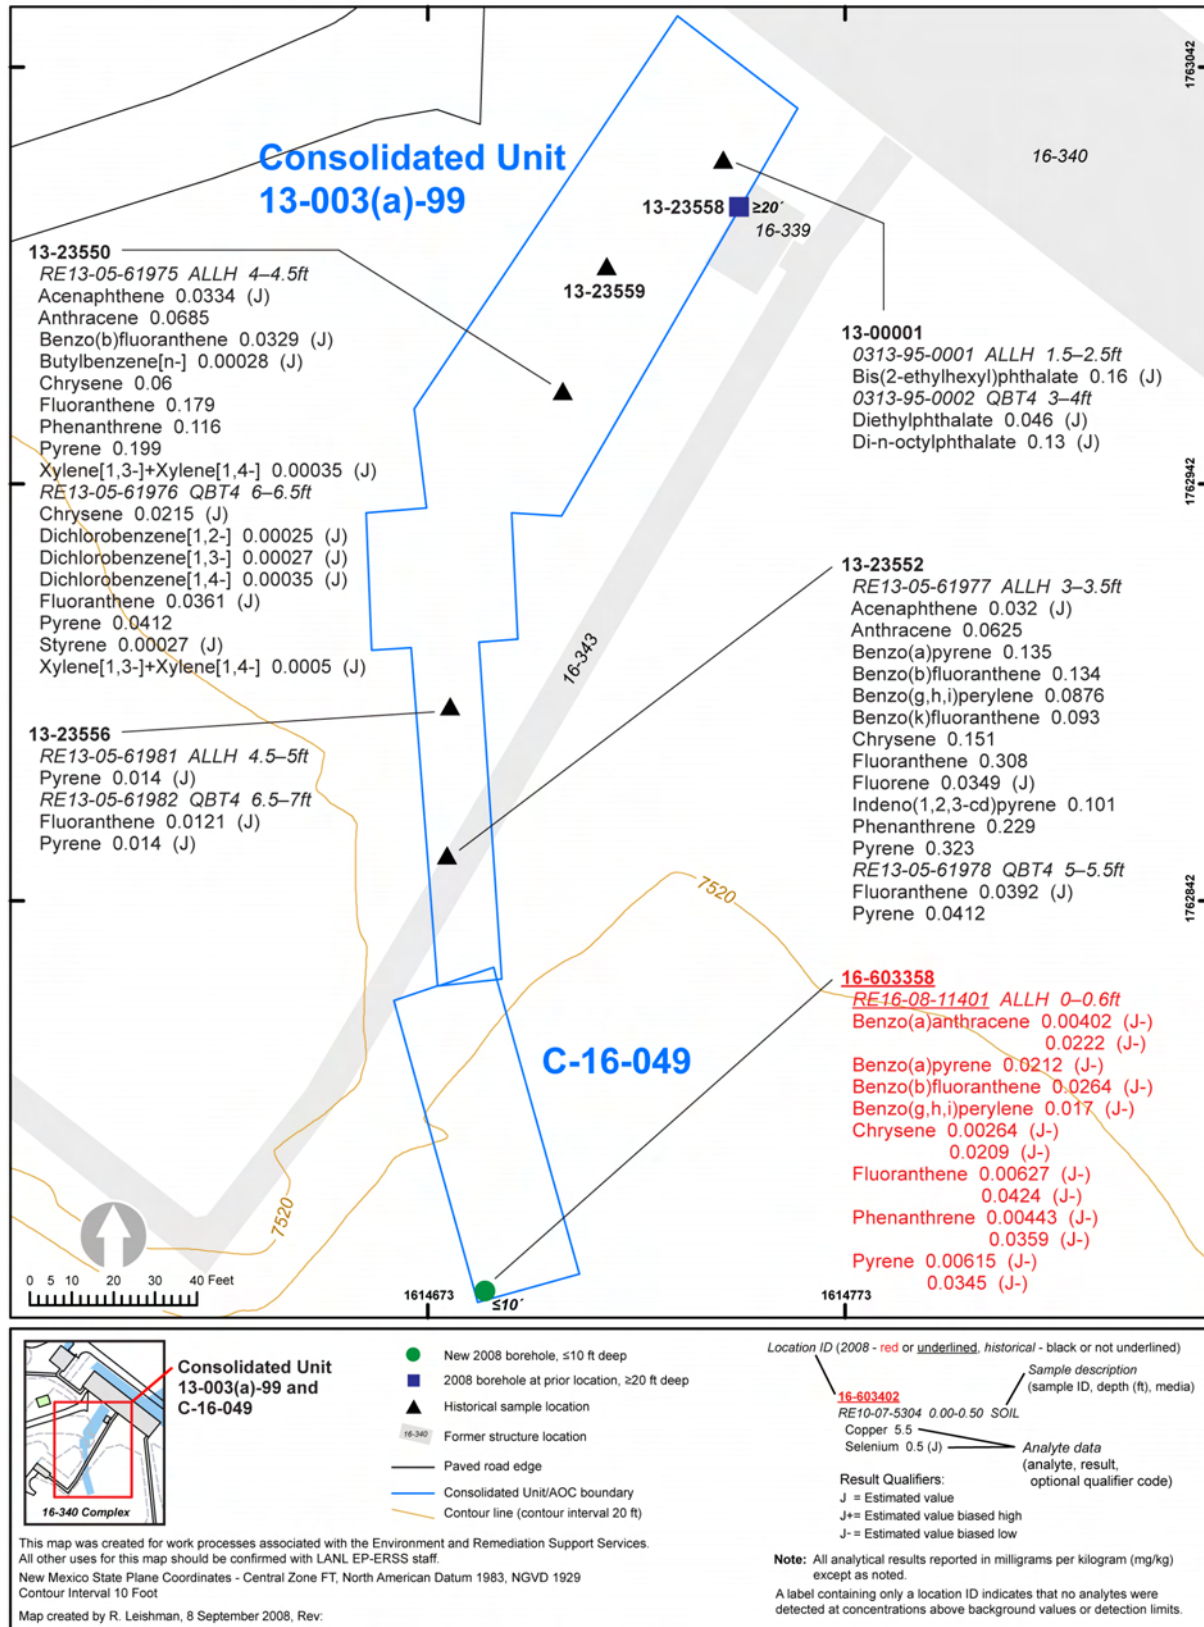 1763042
16-340
Consolidated Unit
13-003(a)-99
13-23558
≥20´
16-339
13-23559
13-23550
RE13-05-61975 ALLH 4–4.5ft
Acenaphthene 0.0334 (J)
Anthracene 0.0685
Benzo(b)fluoranthene 0.0329 (J)
Butylbenzene[n-] 0.00028 (J)
Chrysene 0.06
Fluoranthene 0.179
Phenanthrene 0.116
Pyrene 0.199
Xylene[1,3-]+Xylene[1,4-] 0.00035 (J)
RE13-05-61976 QBT4 6–6.5ft
Chrysene 0.0215 (J)
Dichlorobenzene[1,2-] 0.00025 (J)
Dichlorobenzene[1,3-] 0.00027 (J)
Dichlorobenzene[1,4-] 0.00035 (J)
Fluoranthene 0.0361 (J)
Pyrene 0.0412
Styrene 0.00027 (J)
Xylene[1,3-]+Xylene[1,4-] 0.0005 (J)
13-00001
0313-95-0001 ALLH 1.5–2.5ft
Bis(2-ethylhexyl)phthalate 0.16 (J)
0313-95-0002 QBT4 3–4ft
Diethylphthalate 0.046 (J)
Di-n-octylphthalate 0.13 (J)
1762942
13-23552
RE13-05-61977 ALLH 3–3.5ft
Acenaphthene 0.032 (J)
Anthracene 0.0625
Benzo(a)pyrene 0.135
Benzo(b)fluoranthene 0.134
Benzo(g,h,i)perylene 0.0876
Benzo(k)fluoranthene 0.093
Chrysene 0.151
Fluoranthene 0.308
Fluorene 0.0349 (J)
Indeno(1,2,3-cd)pyrene 0.101
Phenanthrene 0.229
Pyrene 0.323
RE13-05-61978 QBT4 5–5.5ft
Fluoranthene 0.0392 (J)
Pyrene 0.0412
16-343
13-23556
RE13-05-61981 ALLH 4.5–5ft
Pyrene 0.014 (J)
RE13-05-61982 QBT4 6.5–7ft
Fluoranthene 0.0121 (J)
Pyrene 0.014 (J)
7520
1762842
16-603358
RE16-08-11401 ALLH 0–0.6ft
Benzo(a)anthracene 0.00402 (J-)
0.0222 (J-)
Benzo(a)pyrene 0.0212 (J-)
Benzo(b)fluoranthene 0.0264 (J-)
Benzo(g,h,i)perylene 0.017 (J-)
Chrysene 0.00264 (J-)
0.0209 (J-)
Fluoranthene 0.00627 (J-)
0.0424 (J-)
Phenanthrene 0.00443 (J-)
0.0359 (J-)
Pyrene 0.00615 (J-)
0.0345 (J-)
C-16-049
7520
0 5 10 20 30 40 Feet
1614673
≤10´
1614773
Consolidated Unit
13-003(a)-99 and
C-16-049
16-340 Complex
New 2008 borehole, ≤10 ft deep
2008 borehole at prior location, ≥20 ft deep
Historical sample location
16-340 Former structure location
Paved road edge
Consolidated Unit/AOC boundary
Contour line (contour interval 20 ft)
Location ID (2008 - red or underlined, historical - black or not underlined)
Sample description
(sample ID, depth (ft), media)
16-603402
RE10-07-5304 0.00-0.50 SOIL
Copper 5.5
Selenium 0.5 (J)
Analyte data
(analyte, result,
optional qualifier code)
Result Qualifiers:
J = Estimated value
J+= Estimated value biased high
J-= Estimated value biased low
Note: All analytical results reported in milligrams per kilogram (mg/kg)
except as noted.
A label containing only a location ID indicates that no analytes were
detected at concentrations above background values or detection limits.
This map was created for work processes associated with the Environment and Remediation Support Services.
All other uses for this map should be confirmed with LANL EP-ERSS staff.
New Mexico State Plane Coordinates - Central Zone FT, North American Datum 1983, NGVD 1929
Contour Interval 10 Foot
Map created by R. Leishman, 8 September 2008, Rev: